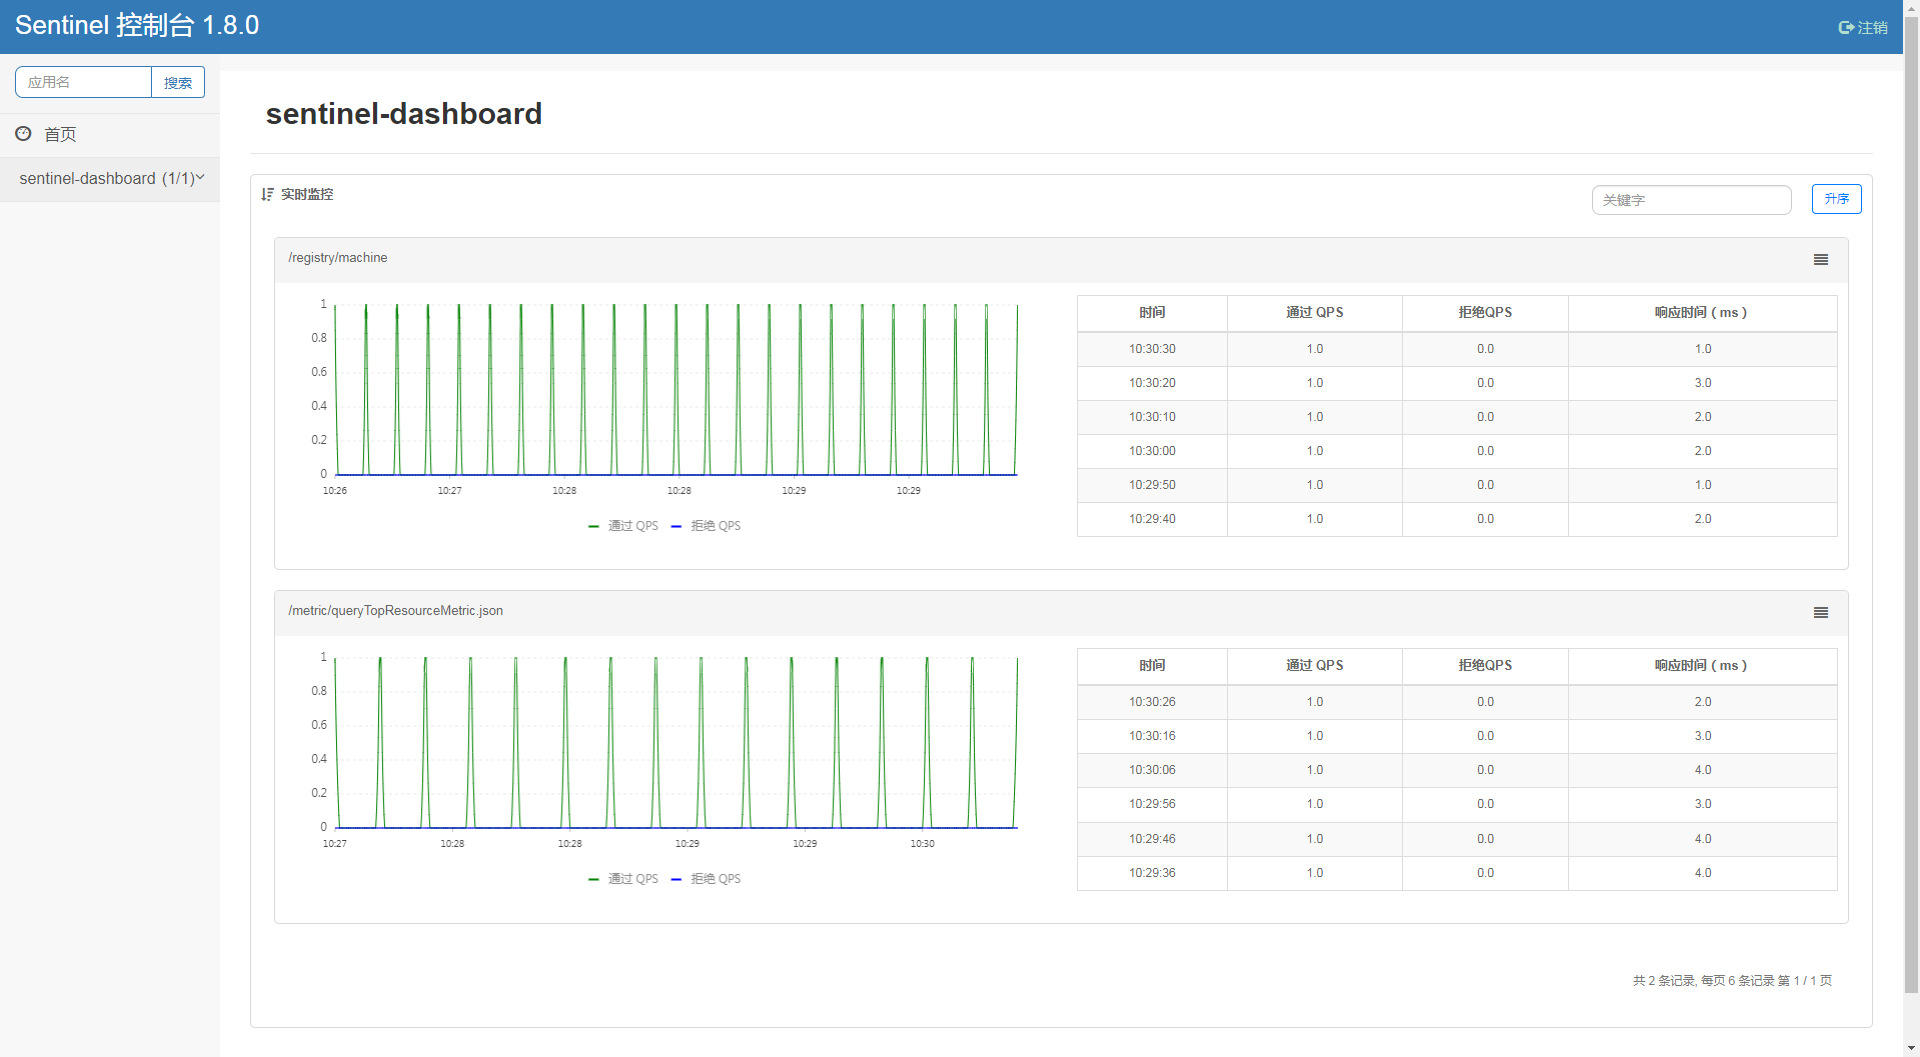 Sentinel 控制台 1.8.0
注销
应用名
搜索
首页
sentinel-dashboard (1/1)
sentinel-dashboard
实时监控
关键字
升序
/registry/machine
1
0.8
0.6
0.4
0.2
0
10:26 10:27 10:28 10:28 10:29 10:29
通过 QPS 拒绝 QPS
时间 通过 QPS 拒绝QPS 响应时间（ms）
10:30:30 1.0 0.0 1.0
10:30:20 1.0 0.0 3.0
10:30:10 1.0 0.0 2.0
10:30:00 1.0 0.0 2.0
10:29:50 1.0 0.0 1.0
10:29:40 1.0 0.0 2.0
/metric/queryTopResourceMetric.json
1
0.8
0.6
0.4
0.2
0
10:27 10:28 10:28 10:29 10:29 10:30
通过 QPS 拒绝 QPS
时间 通过 QPS 拒绝QPS 响应时间（ms）
10:30:26 1.0 0.0 2.0
10:30:16 1.0 0.0 3.0
10:30:06 1.0 0.0 4.0
10:29:56 1.0 0.0 3.0
10:29:46 1.0 0.0 4.0
10:29:36 1.0 0.0 4.0
共 2 条记录, 每页 6 条记录 第 1 / 1 页